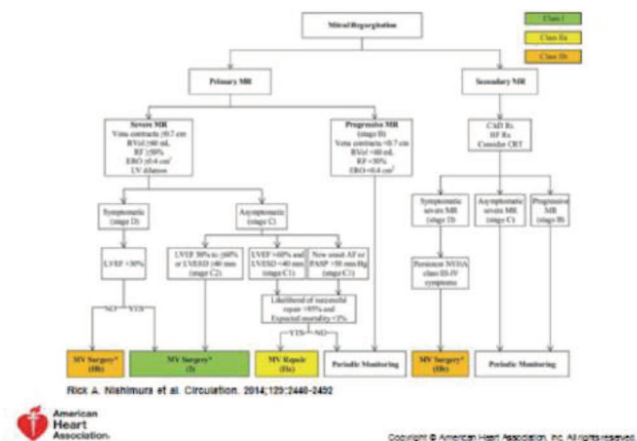 Mitral Regurgitation
Class I
Class IIa
Class IIb
Primary MR
Secondary MR
Severe MR
Vena contracta ≥0.7 cm
RVol ≥60 mL
RF ≥50%
ERO ≥0.4 cm²
LV dilation
Progressive MR
(stage B)
Vena contracta <0.7 cm
RVol <60 mL
RF <50%
ERO <0.4 cm²
CAD Rx
HF Rx
Consider CRT
Symptomatic
(stage D)
Asymptomatic
(stage C)
Symptomatic
severe MR
(stage D)
Asymptomatic
severe MR
(stage C)
Progressive
MR
(stage B)
LVEF >30%
LVEF 30% to ≤60%
or LVESD ≥40 mm
(stage C2)
LVEF >60% and
LVESD <40 mm
(stage C1)
New onset AF or
PASP >50 mm Hg
(stage C1)
Persistent NYHA
class III-IV
symptoms
Likelihood of successful
repair >95% and
Expected mortality <1%
NO
YES
YES
NO
MV Surgery*
(IIb)
MV Surgery*
(I)
MV Repair
(IIa)
Periodic Monitoring
MV Surgery*
(IIb)
Periodic Monitoring
Rick A. Nishimura et al. Circulation. 2014;129:2440-2492
American
Heart
Association®
Copyright © American Heart Association, Inc. All rights reserved.